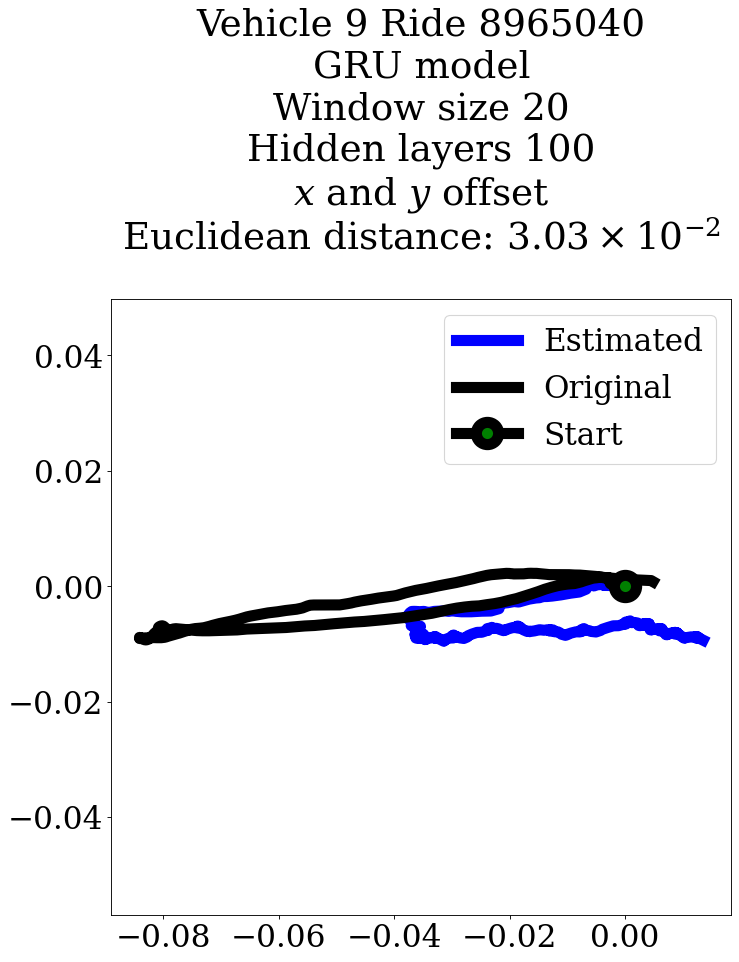 Vehicle 9 Ride 8965040
GRU model
Window size 20
Hidden layers 100
x and y offset
Euclidean distance: 3.03 × 10⁻²
Estimated
Original
Start
0.04
0.02
0.00
−0.02
−0.04
−0.08 −0.06 −0.04 −0.02 0.00